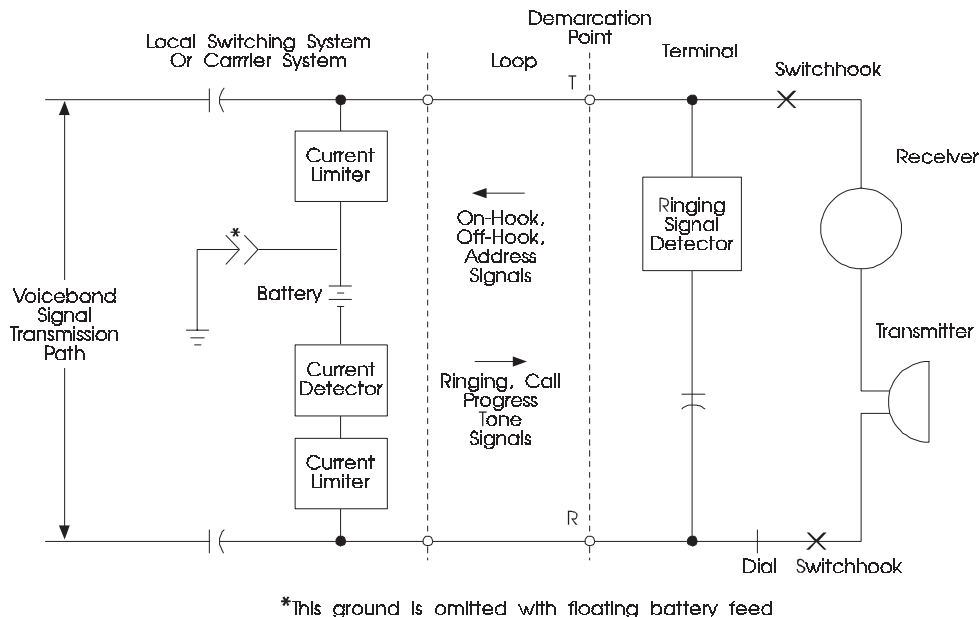 Local Switching System
Or Carrrler System
Loop
Demarcation
Point
Terminal
Switchhook
T
Current
Limiter
Ringing
Signal
Detector
Recelver
On-Hook,
Off-Hook,
Address
Signals
*
Battery
Voiceband
Signal
Transmission
Path
Current
Detector
Ringing, Call
Progress
Tone
Signals
Transmitter
Current
Limiter
R
Dial
Switchhook
*This ground is omitted with floating battery feed